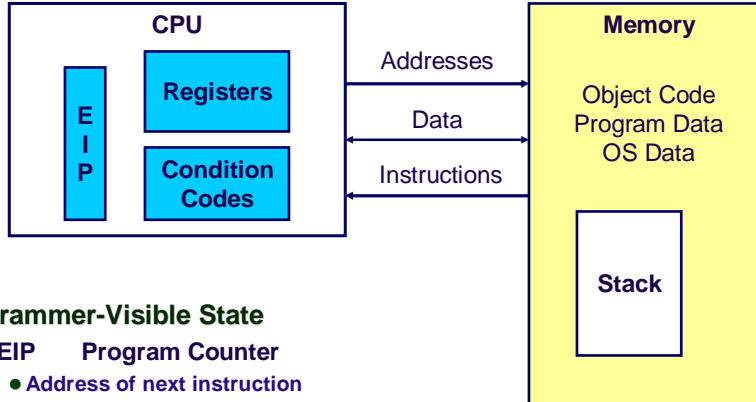 CPU
E
I
P
Registers
Condition
Codes
Addresses
Data
Instructions
Memory
Object Code
Program Data
OS Data
Stack
rammer-Visible State
EIP Program Counter
● Address of next instruction